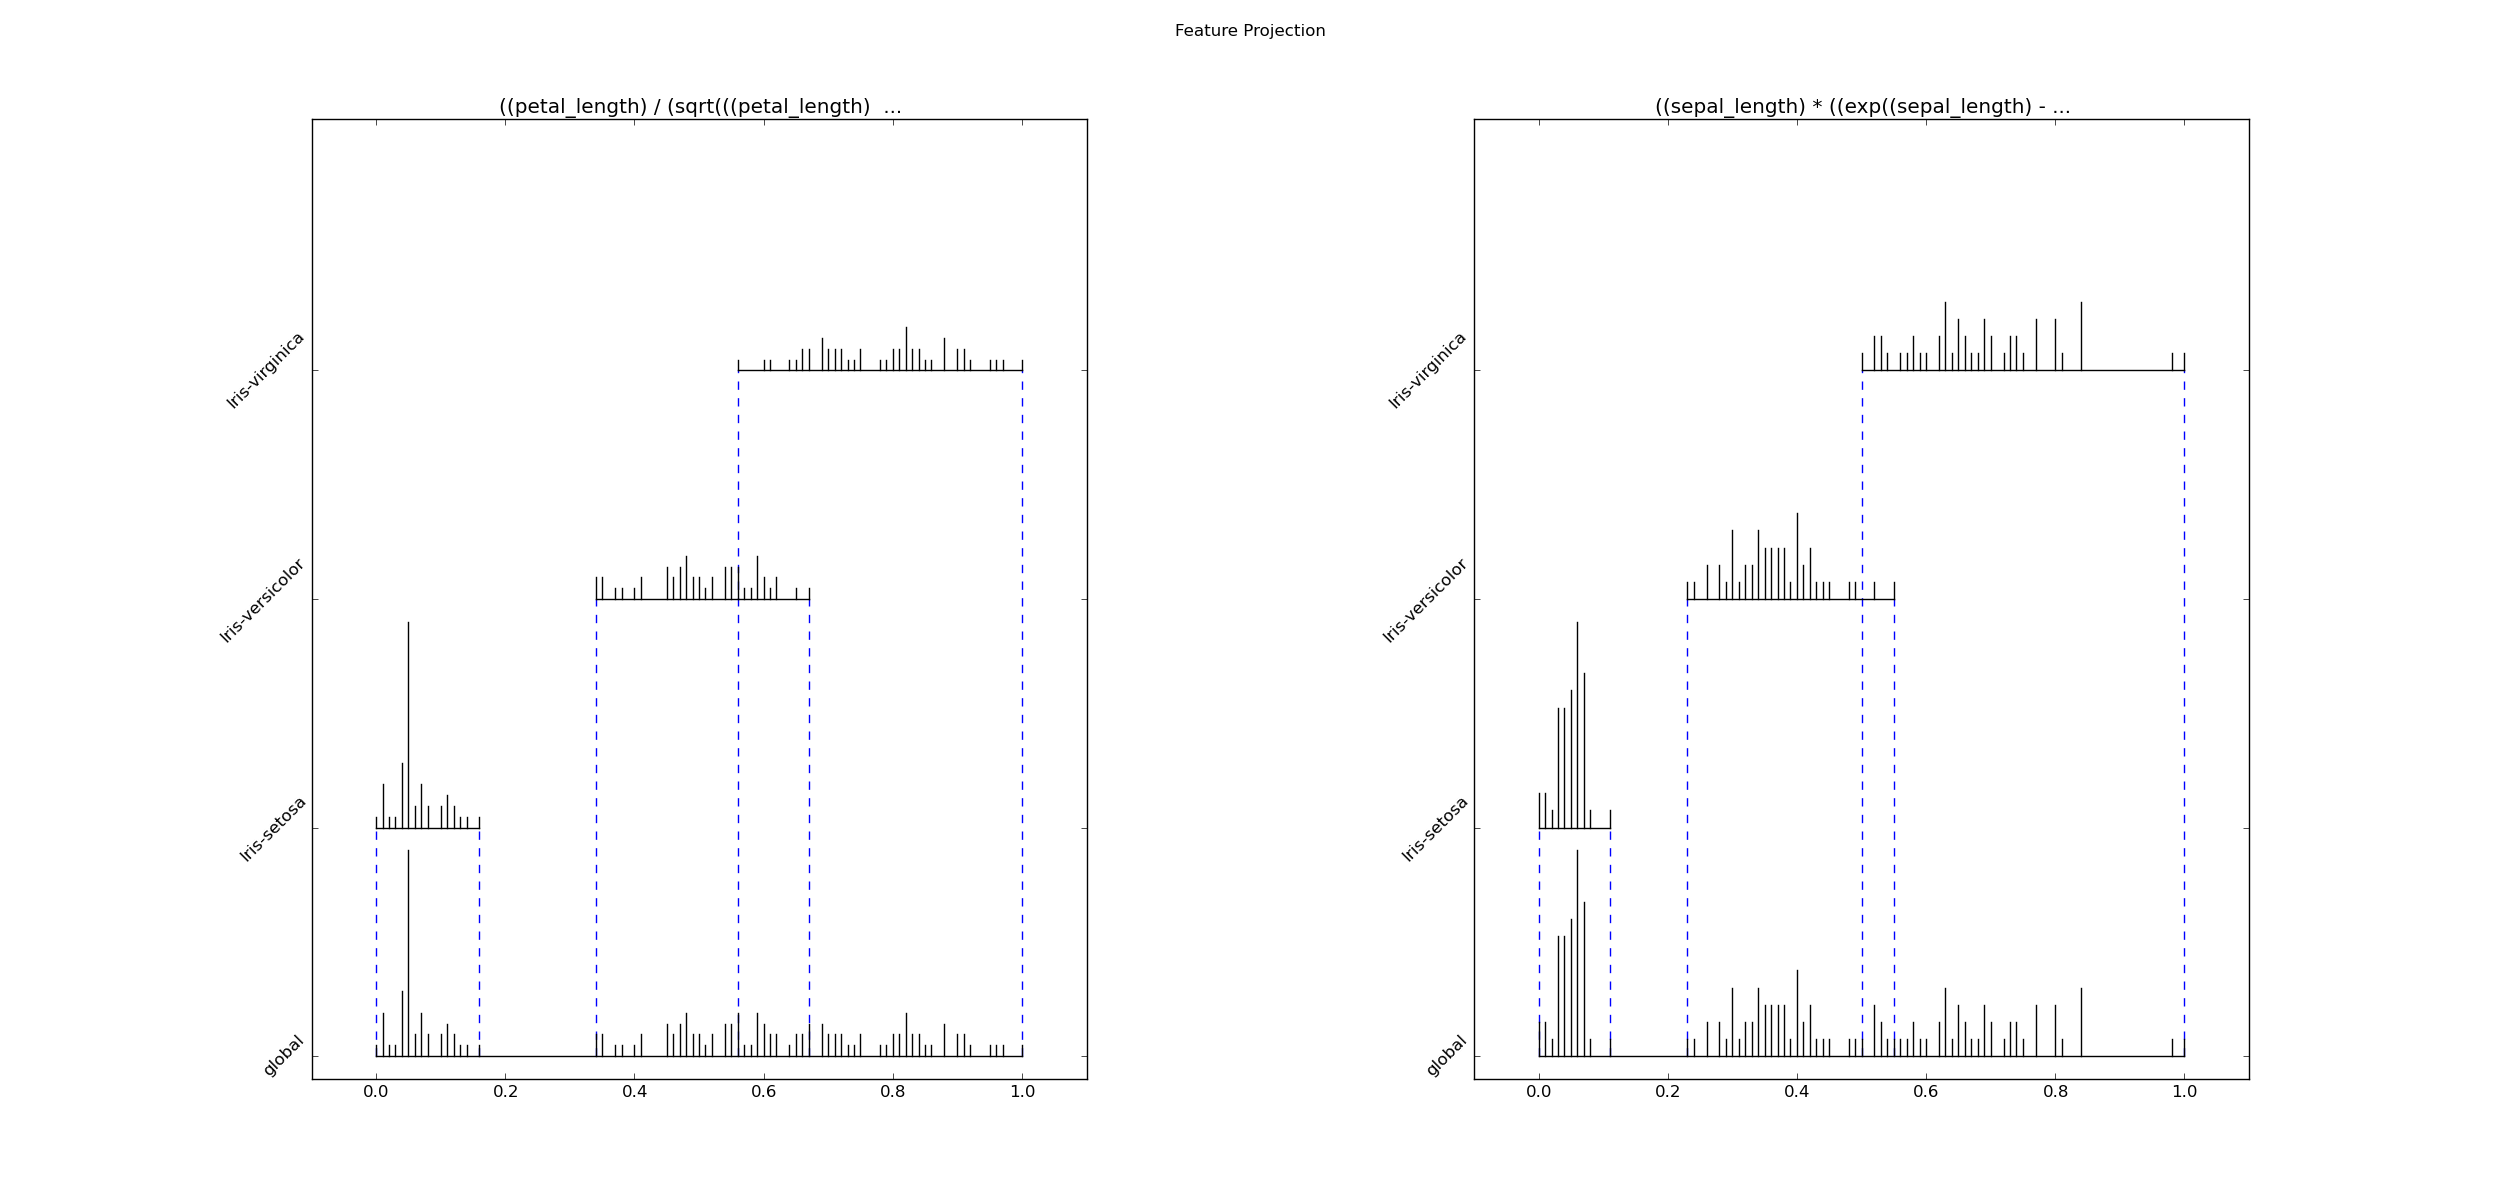 Feature Projection
((petal_length) / (sqrt(((petal_length)  ...
Iris-virginica
Iris-versicolor
Iris-setosa
global
0.0 0.2 0.4 0.6 0.8 1.0
((sepal_length) * ((exp((sepal_length) - ...
Iris-virginica
Iris-versicolor
Iris-setosa
global
0.0 0.2 0.4 0.6 0.8 1.0